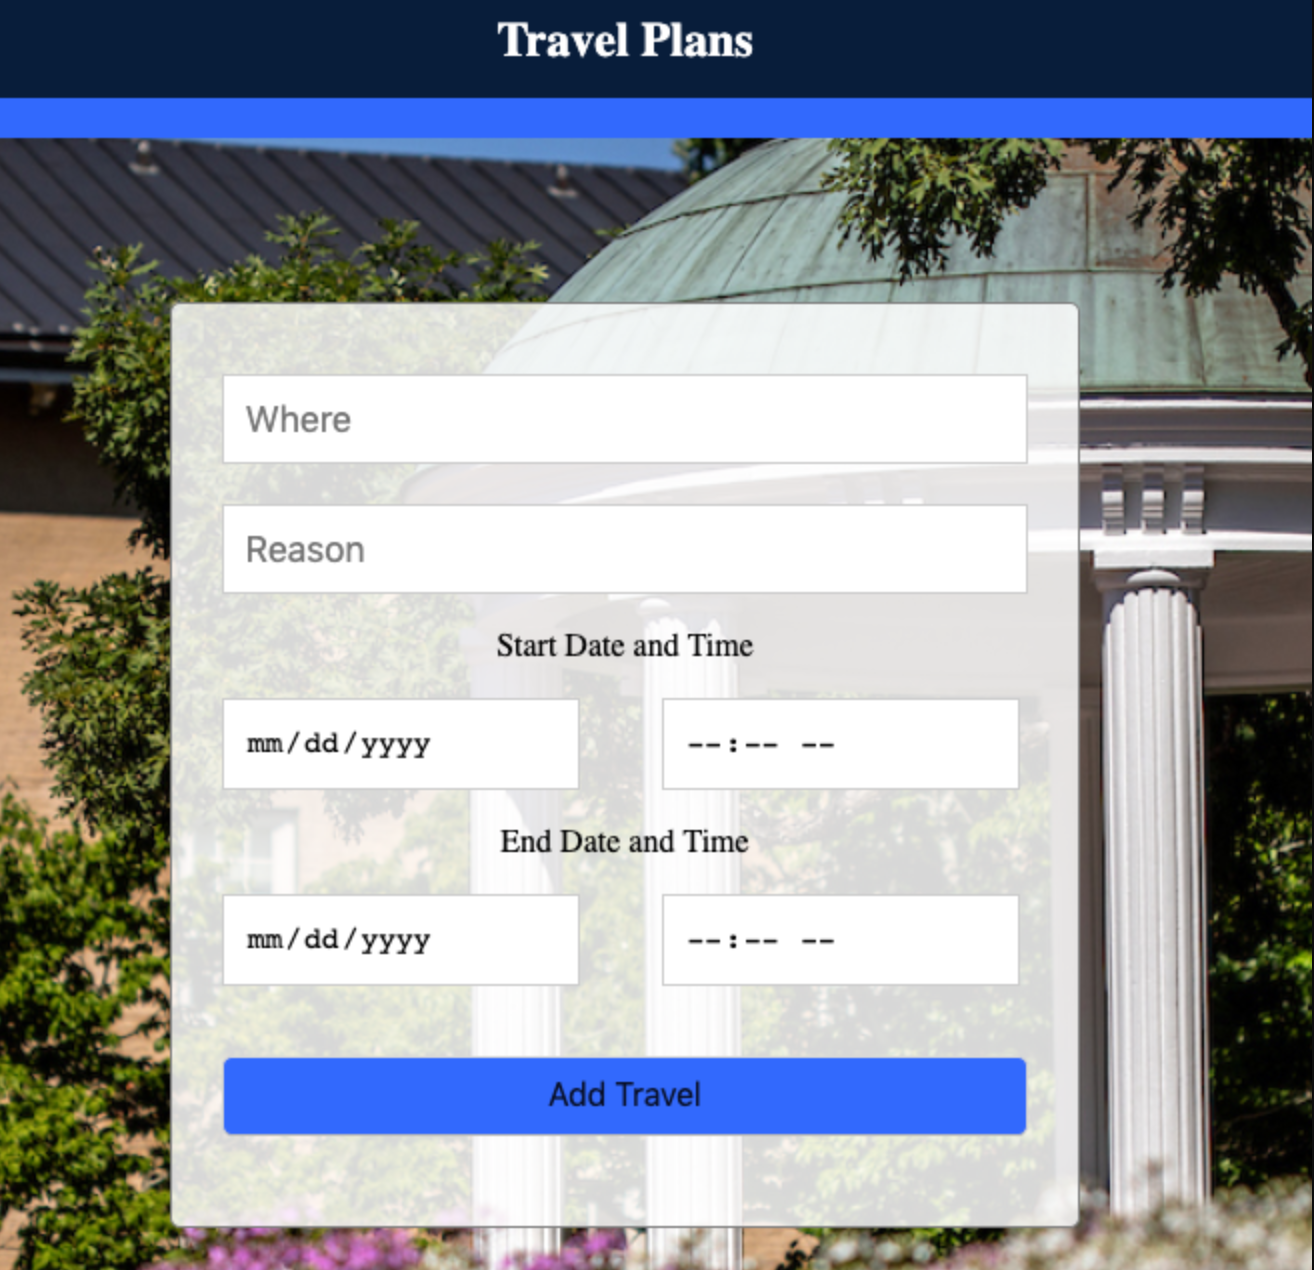 Travel Plans
Where
Reason
Start Date and Time
mm/dd/yyyy --:-- --
End Date and Time
mm/dd/yyyy --:-- --
Add Travel